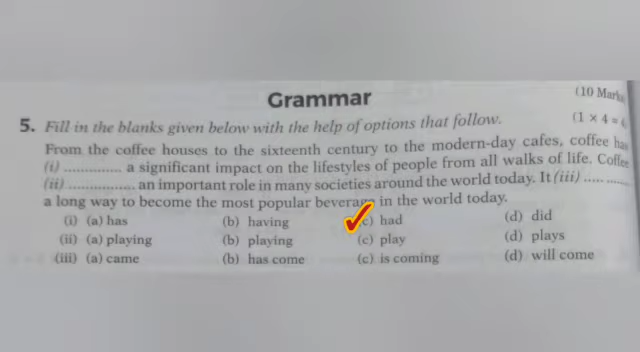 Grammar
(10 Marks
5. Fill in the blanks given below with the help of options that follow. (1 × 4 = 4
From the coffee houses to the sixteenth century to the modern-day cafes, coffee has
(i) .............. a significant impact on the lifestyles of people from all walks of life. Coffee
(ii) ................ an important role in many societies around the world today. It (iii) ..... .....
a long way to become the most popular beverage in the world today.
(i) (a) has (b) having (c) had (d) did
(ii) (a) playing (b) playing (c) play (d) plays
(iii) (a) came (b) has come (c) is coming (d) will come